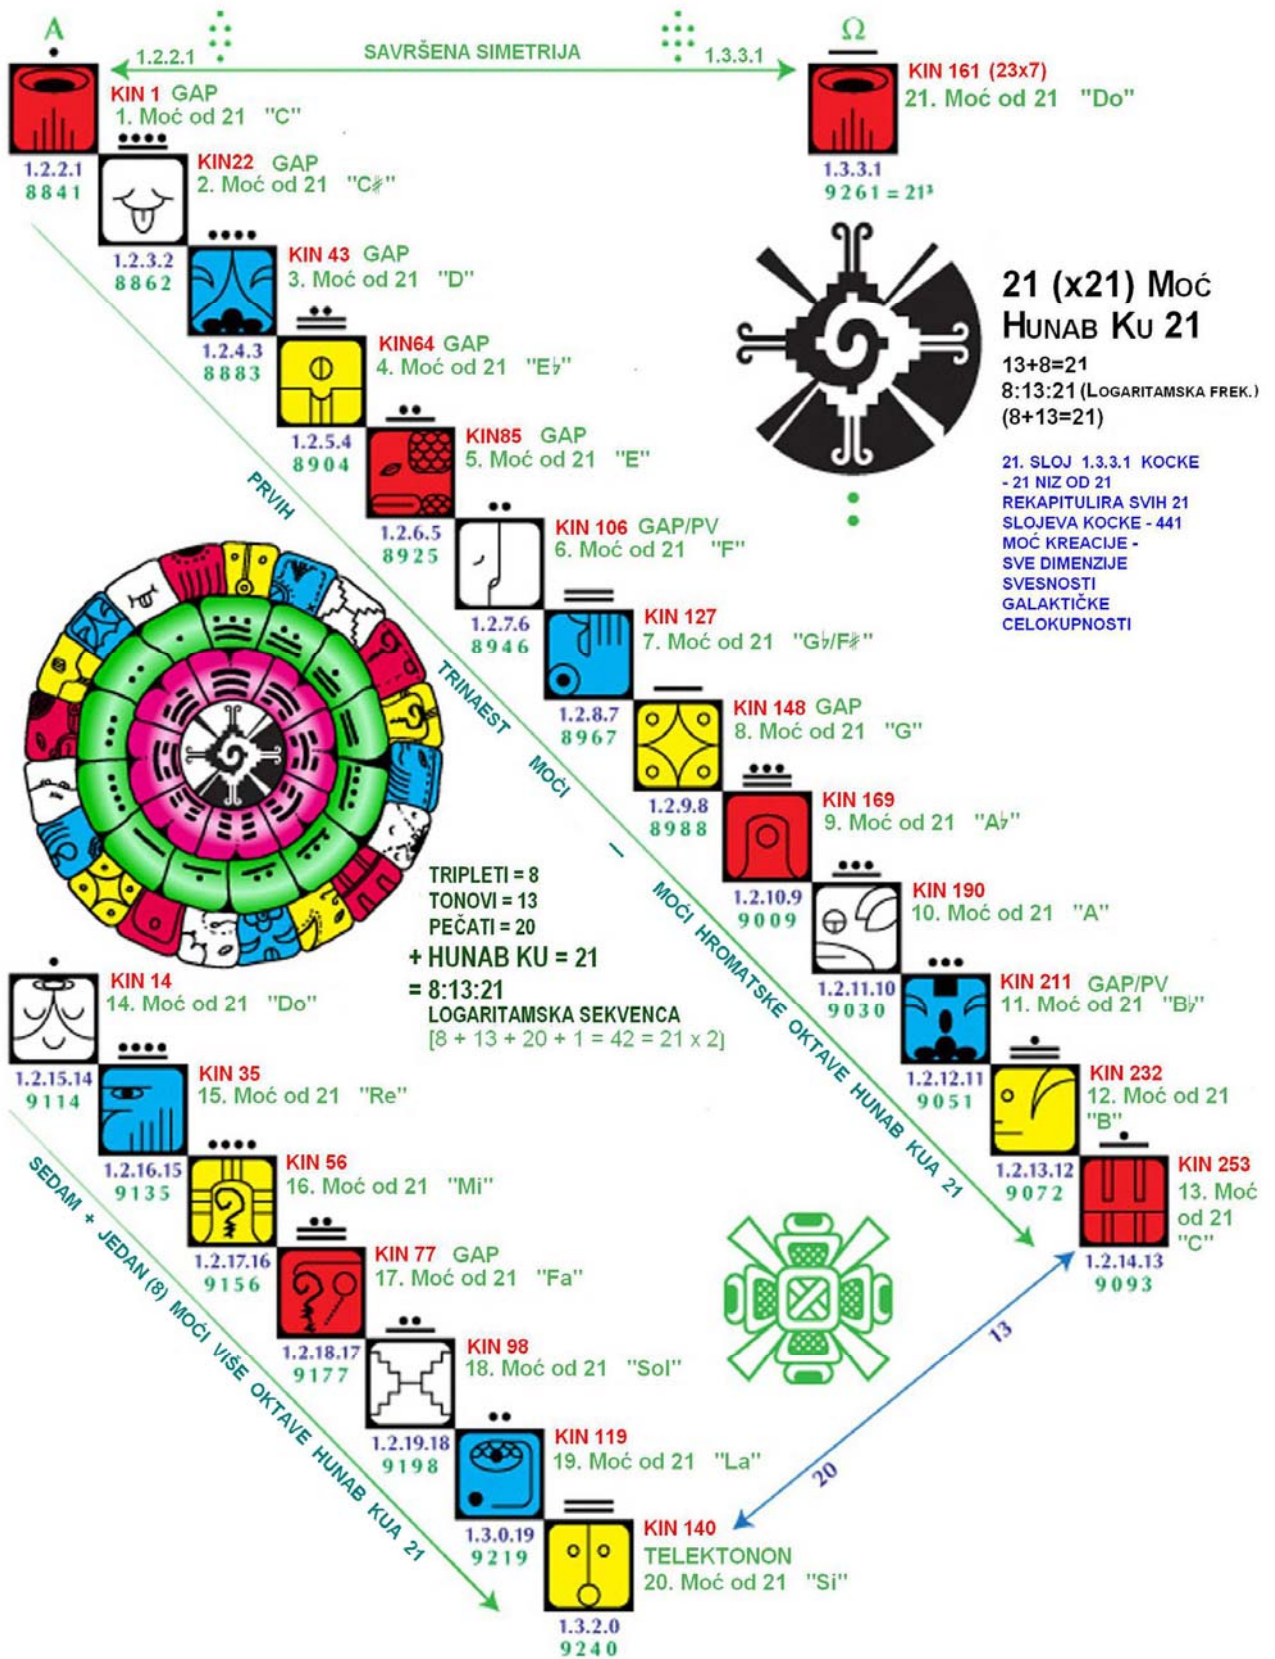 Α
Ω
1.2.2.1
SAVRŠENA SIMETRIJA
1.3.3.1
KIN 1 GAP
1. Moć od 21 "C"
1.2.2.1
8841
KIN 161 (23x7)
21. Moć od 21 "Do"
1.3.3.1
9261 = 21³
KIN22 GAP
2. Moć od 21 "C♯"
1.2.3.2
8862
KIN 43 GAP
3. Moć od 21 "D"
1.2.4.3
8883
KIN64 GAP
4. Moć od 21 "E♭"
1.2.5.4
8904
KIN85 GAP
5. Moć od 21 "E"
1.2.6.5
8925
KIN 106 GAP/PV
6. Moć od 21 "F"
1.2.7.6
8946
KIN 127
7. Moć od 21 "G♭/F♯"
1.2.8.7
8967
KIN 148 GAP
8. Moć od 21 "G"
1.2.9.8
8988
KIN 169
9. Moć od 21 "A♭"
1.2.10.9
9009
KIN 190
10. Moć od 21 "A"
1.2.11.10
9030
KIN 211 GAP/PV
11. Moć od 21 "B♭"
1.2.12.11
9051
KIN 232
12. Moć od 21
"B"
1.2.13.12
9072
KIN 253
13. Moć
od 21
"C"
1.2.14.13
9093
21 (x21) Moć
HUNAB KU 21
13+8=21
8:13:21 (LOGARITAMSKA FREK.)
(8+13=21)
21. SLOJ 1.3.3.1 KOCKE
- 21 NIZ OD 21
REKAPITULIRA SVIH 21
SLOJEVA KOCKE - 441
MOĆ KREACIJE -
SVE DIMENZIJE
SVESNOSTI
GALAKTIČKE
CELOKUPNOSTI
PRVIH TRINAEST MOĆI – MOĆI HROMATSKE OKTAVE HUNAB KUA 21
TRIPLETI = 8
TONOVI = 13
PEČATI = 20
+ HUNAB KU = 21
= 8:13:21
LOGARITAMSKA SEKVENCA
[8 + 13 + 20 + 1 = 42 = 21 x 2]
KIN 14
14. Moć od 21 "Do"
1.2.15.14
9114
KIN 35
15. Moć od 21 "Re"
1.2.16.15
9135
KIN 56
16. Moć od 21 "Mi"
1.2.17.16
9156
KIN 77 GAP
17. Moć od 21 "Fa"
1.2.18.17
9177
KIN 98
18. Moć od 21 "Sol"
1.2.19.18
9198
KIN 119
19. Moć od 21 "La"
1.3.0.19
9219
KIN 140
TELEKTONON
20. Moć od 21 "Si"
1.3.2.0
9240
SEDAM + JEDAN (8) MOĆI VIŠE OKTAVE HUNAB KUA 21
13
20